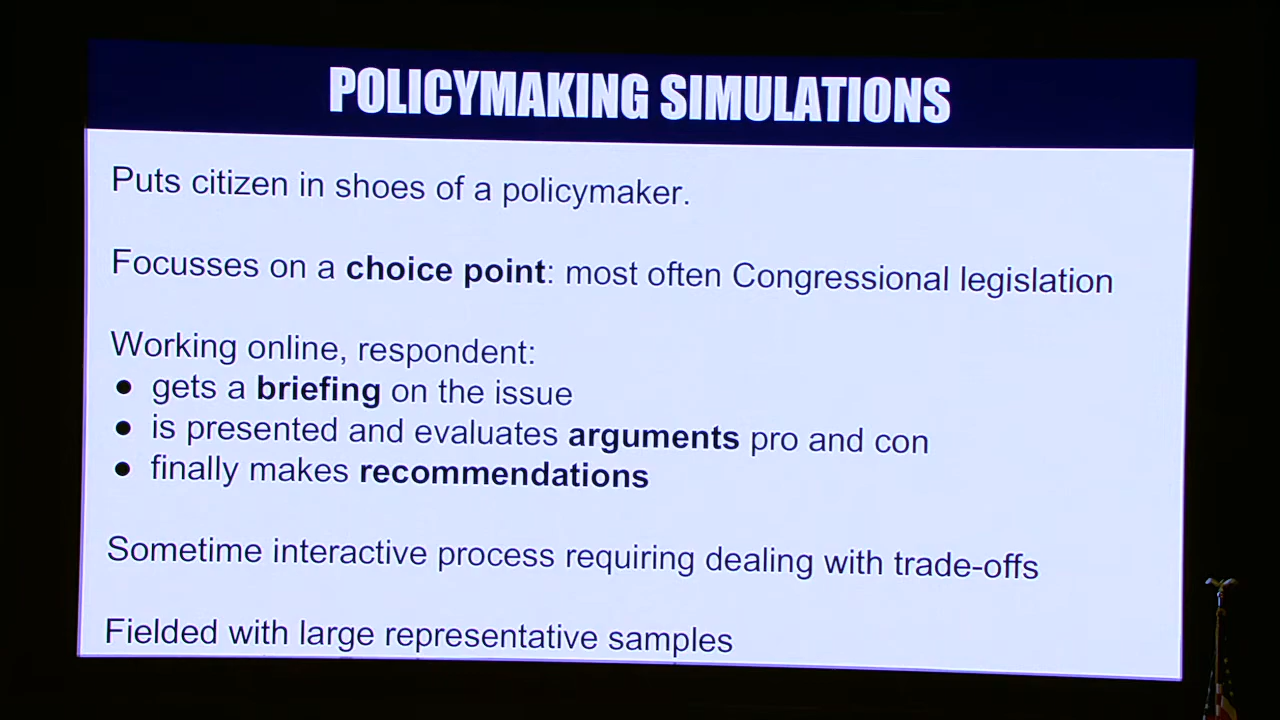 POLICYMAKING SIMULATIONS
Puts citizen in shoes of a policymaker.
Focusses on a choice point: most often Congressional legislation
Working online, respondent:
● gets a briefing on the issue
● is presented and evaluates arguments pro and con
● finally makes recommendations
Sometime interactive process requiring dealing with trade-offs
Fielded with large representative samples